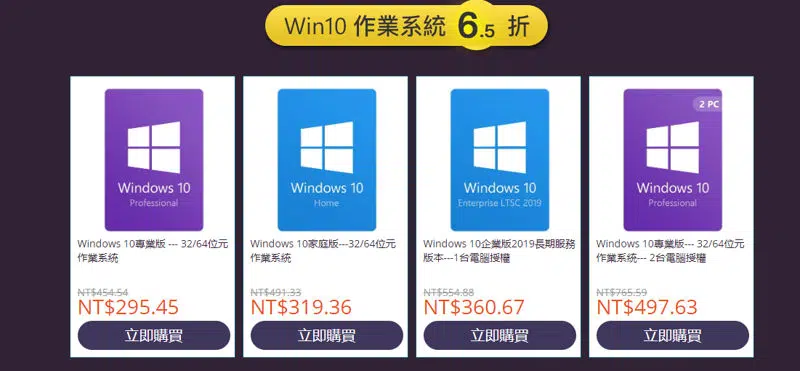 Win10 作業系統 6.5 折
Windows 10
Professional
Windows 10專業版 --- 32/64位元
作業系統
NT$454.54
NT$295.45
立即購買
Windows 10
Home
Windows 10家庭版---32/64位元
作業系統
NT$491.33
NT$319.36
立即購買
Windows 10
Enterprise LTSC 2019
Windows 10企業版2019長期服務
版本---1台電腦授權
NT$554.88
NT$360.67
立即購買
2 PC
Windows 10
Professional
Windows 10專業版--- 32/64位元
作業系統--- 2台電腦授權
NT$765.59
NT$497.63
立即購買